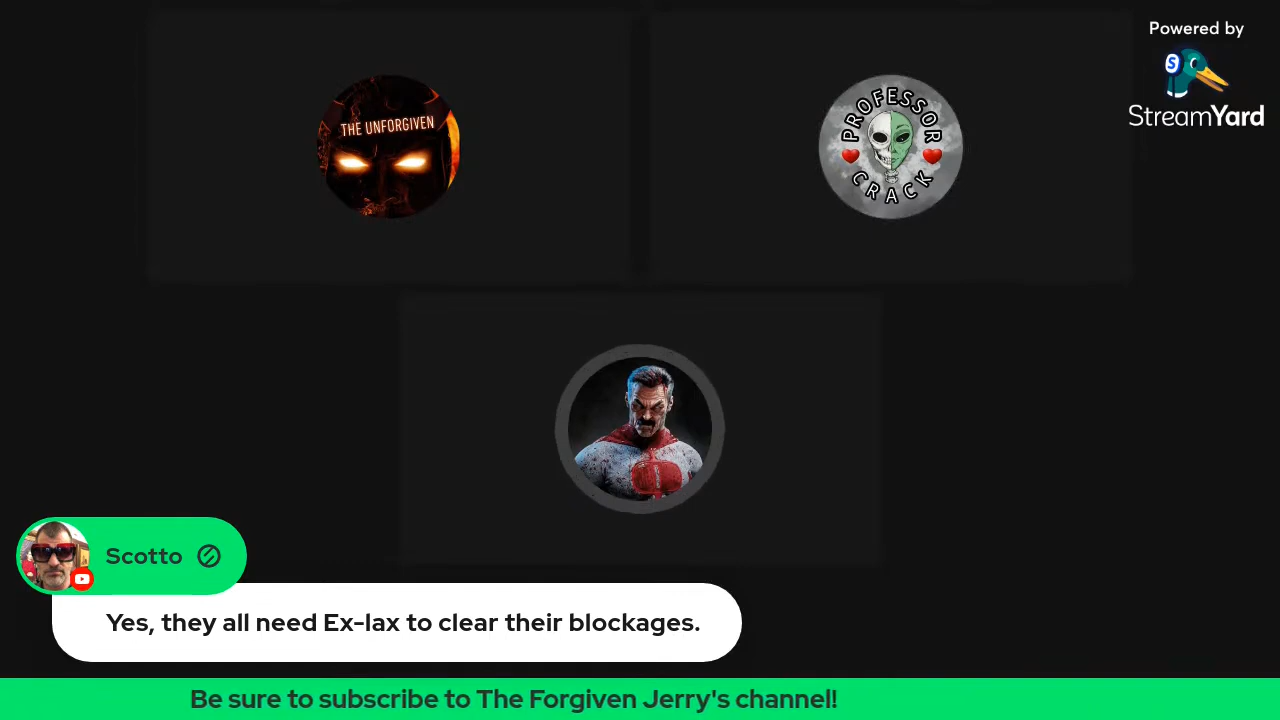 Powered by
S
StreamYard
THE UNFORGIVEN
PROFESSOR
CRACK
Scotto
Yes, they all need Ex-lax to clear their blockages.
Be sure to subscribe to The Forgiven Jerry's channel!